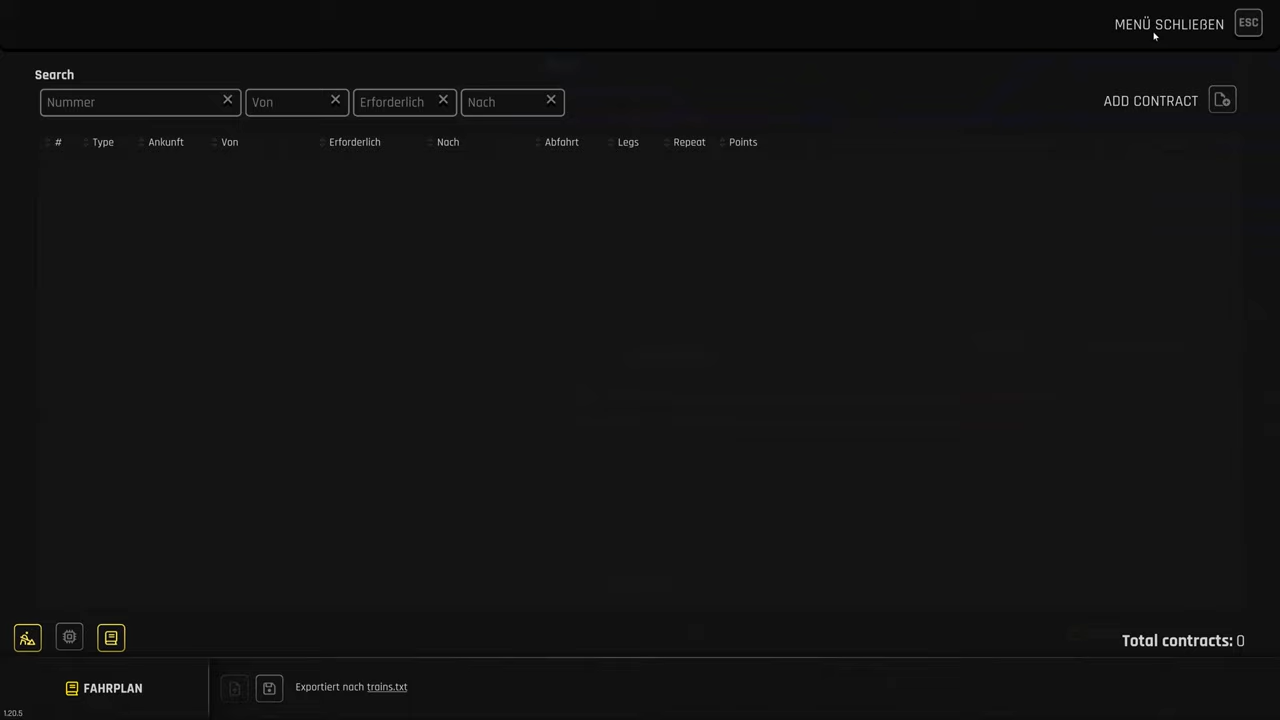 MENÜ SCHLIEßEN ESC
Search
Nummer Von Erforderlich Nach
ADD CONTRACT
# Type Ankunft Von Erforderlich Nach Abfahrt Legs Repeat Points
Total contracts: 0
FAHRPLAN
Exportiert nach trains.txt
1.20.5